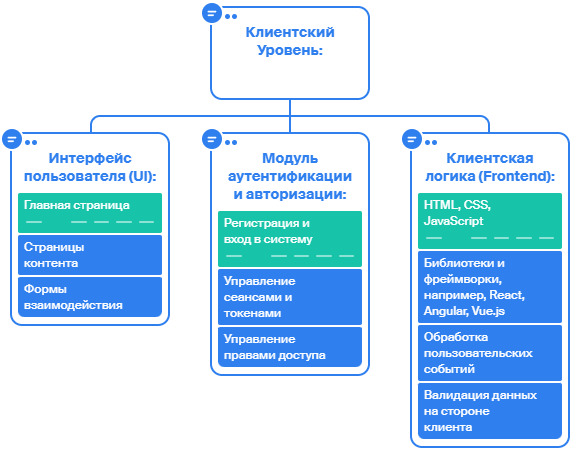 Клиентский
Уровень:
Интерфейс
пользователя (UI):
Главная страница
Страницы
контента
Формы
взаимодействия
Модуль
аутентификации
и авторизации:
Регистрация и
вход в систему
Управление
сеансами и
токенами
Управление
правами доступа
Клиентская
логика (Frontend):
HTML, CSS,
JavaScript
Библиотеки и
фреймворки,
например, React,
Angular, Vue.js
Обработка
пользовательских
событий
Валидация данных
на стороне
клиента